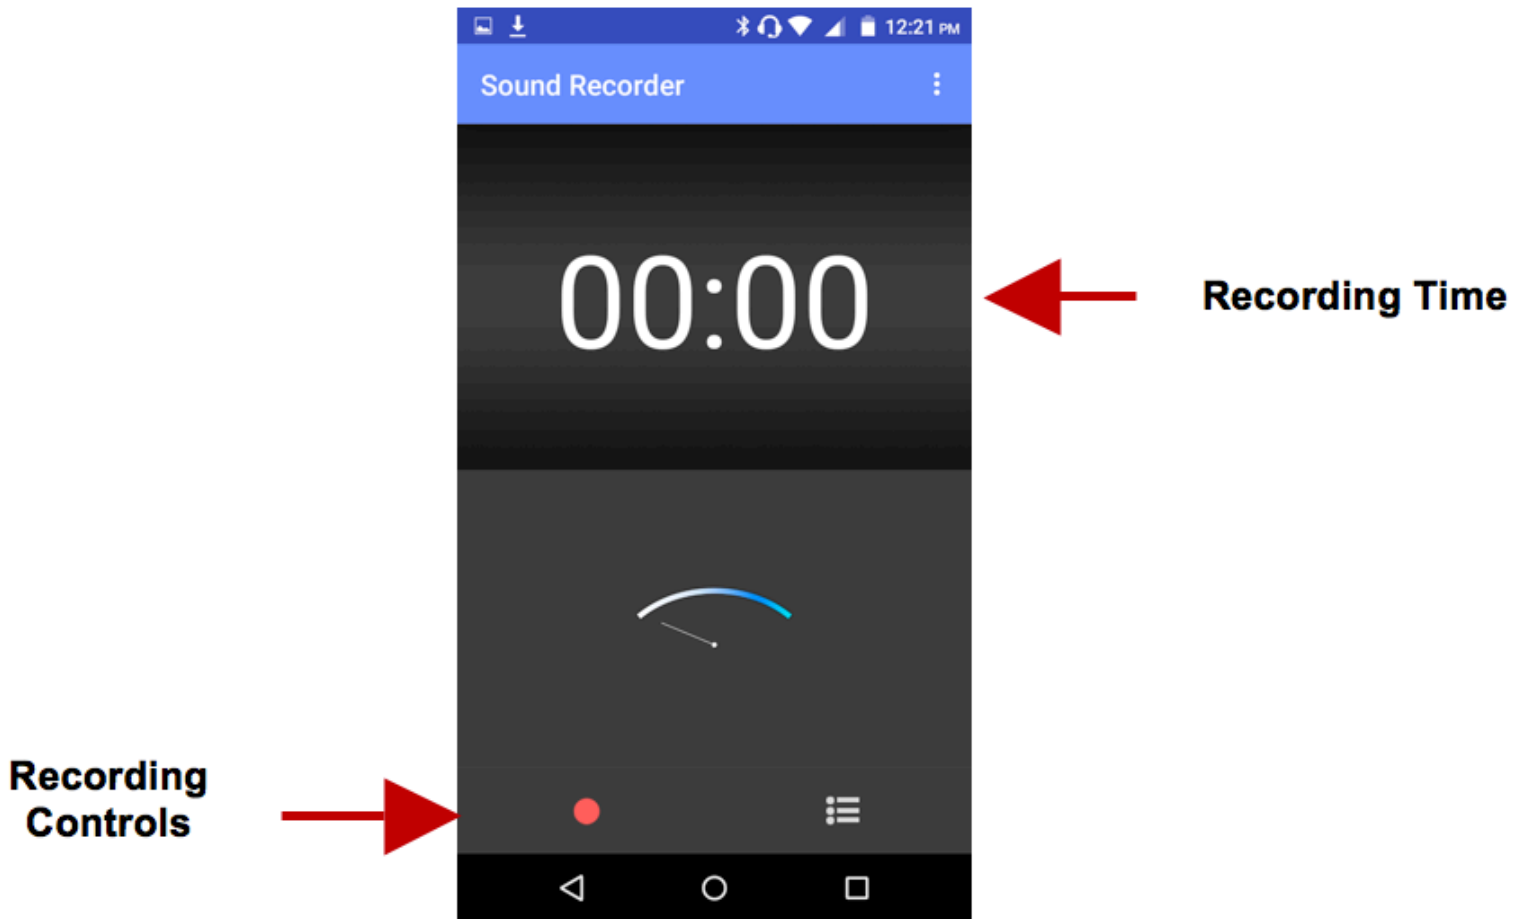 12:21 PM
Sound Recorder
00:00
Recording Time
Recording
Controls